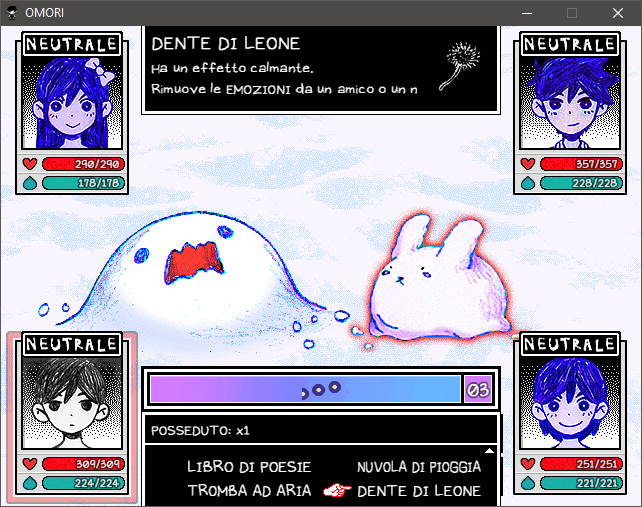 OMORI
NEUTRALE
290/290
178/178
DENTE DI LEONE
Ha un effetto calmante.
Rimuove le EMOZIONI da un amico o un n
NEUTRALE
357/357
228/228
NEUTRALE
309/309
224/224
03
POSSEDUTO: x1
LIBRO DI POESIE
NUVOLA DI PIOGGIA
TROMBA AD ARIA
DENTE DI LEONE
NEUTRALE
251/251
221/221